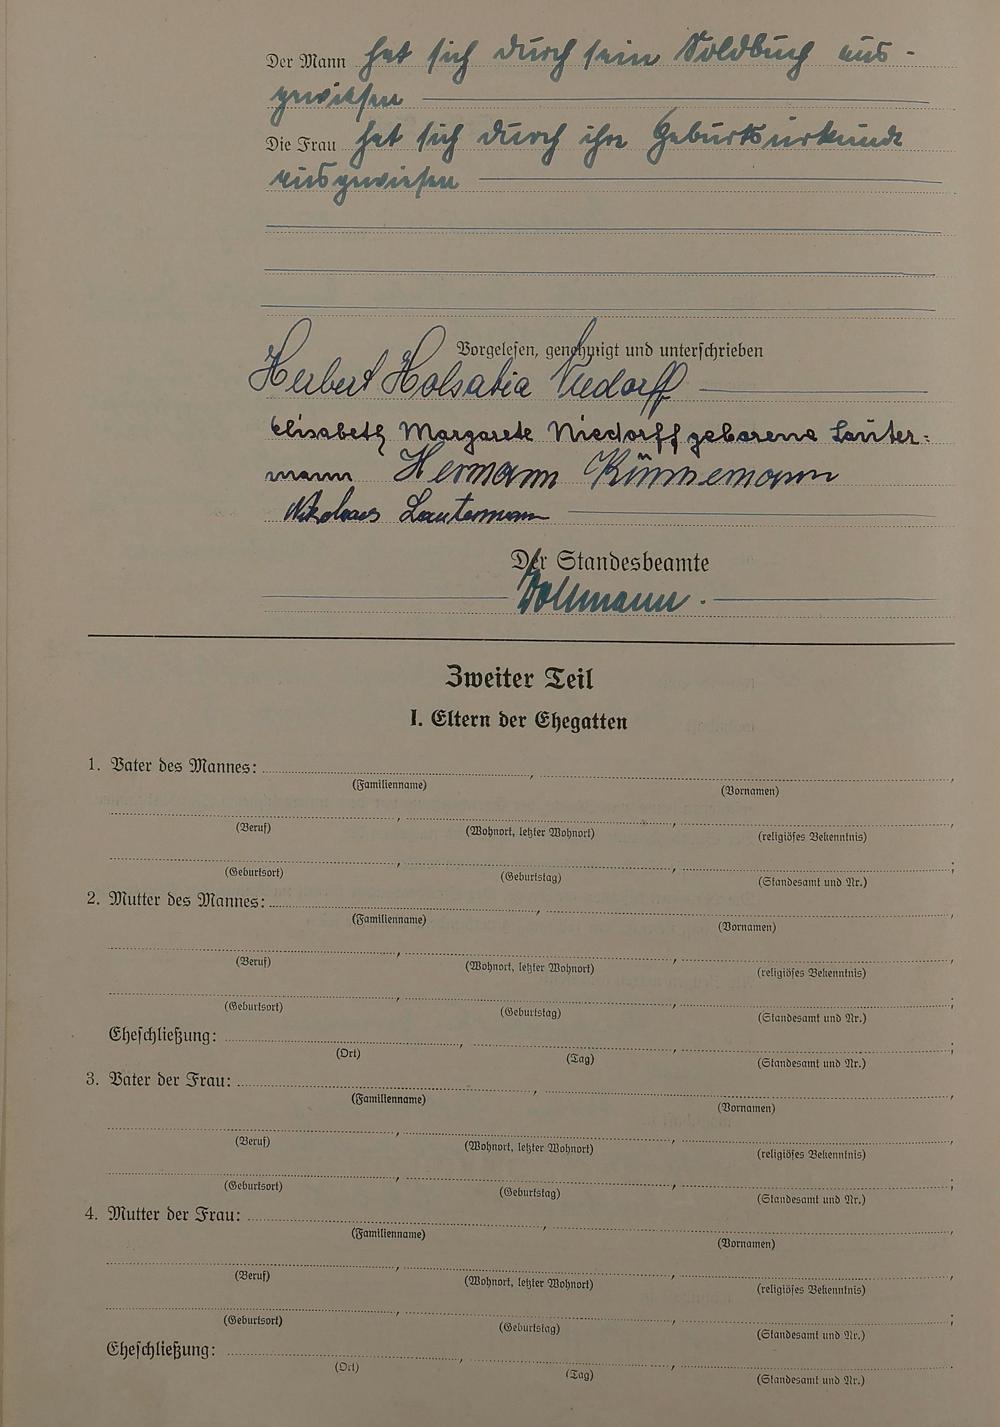 Der Mann hat sich durch sein Soldbuch aus-
gewiesen
Die Frau hat sich durch ihre Geburtsurkunde
ausgewiesen
Vorgelesen, genehmigt und unterschrieben
Herbert Holsatia Niedorff
Elisabeth Margarete Niedorff geborene Lauter-
mann Hermann Künnemann
Nikolaus Lautermann
Der Standesbeamte
Vollmann.
Zweiter Teil
I. Eltern der Ehegatten
1. Vater des Mannes: , ,
(Familienname) (Vornamen)
, , ,
(Beruf) (Wohnort, letzter Wohnort) (religiöses Bekenntnis)
, , ;
(Geburtsort) (Geburtstag) (Standesamt und Nr.)
2. Mutter des Mannes: , ,
(Familienname) (Vornamen)
, , ,
(Beruf) (Wohnort, letzter Wohnort) (religiöses Bekenntnis)
, , ;
(Geburtsort) (Geburtstag) (Standesamt und Nr.)
Eheschließung: , , ;
(Ort) (Tag) (Standesamt und Nr.)
3. Vater der Frau: , ,
(Familienname) (Vornamen)
, , ,
(Beruf) (Wohnort, letzter Wohnort) (religiöses Bekenntnis)
, , ;
(Geburtsort) (Geburtstag) (Standesamt und Nr.)
4. Mutter der Frau: , ,
(Familienname) (Vornamen)
, , ,
(Beruf) (Wohnort, letzter Wohnort) (religiöses Bekenntnis)
, , ;
(Geburtsort) (Geburtstag) (Standesamt und Nr.)
Eheschließung: , , .
(Ort) (Tag) (Standesamt und Nr.)